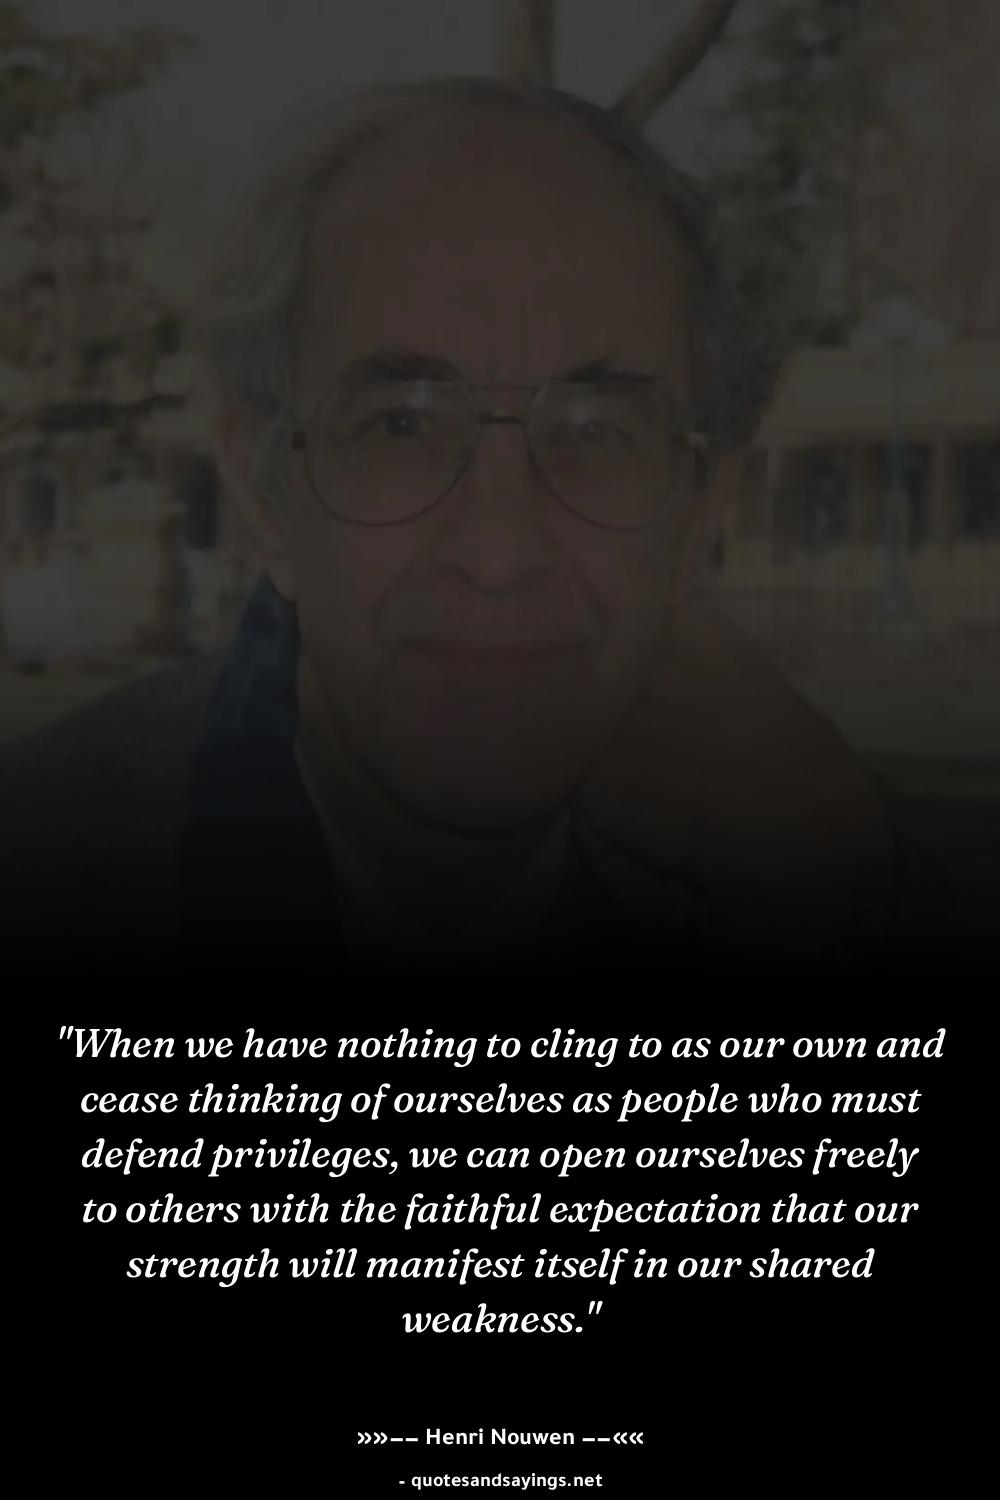 "When we have nothing to cling to as our own and
cease thinking of ourselves as people who must
defend privileges, we can open ourselves freely
to others with the faithful expectation that our
strength will manifest itself in our shared
weakness."
»»−− Henri Nouwen −−««
- quotesandsayings.net